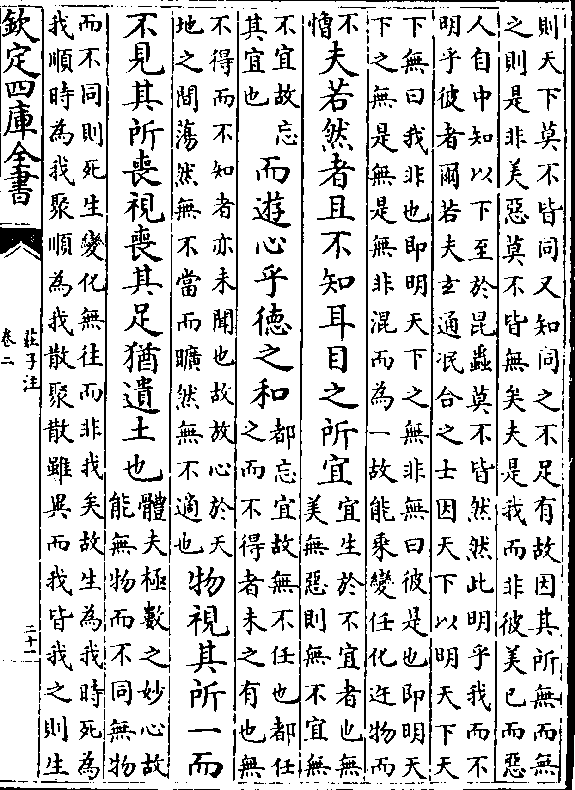 則天下莫不皆同又知同之不足有故因其所無而無
之則是非美惡莫不皆無矣夫是我而非彼美已而惡
人自中知以下至於昆蟲莫不皆然然此明乎我而不
明乎彼者爾若夫玄通泯合之士因天下以明天下天
下無曰我非也即明天下之無非無曰彼是也即明天
下之無是無是無非混而為一故能乘變任化迕物而
不
慴
夫若然者且不知耳目之所宜
宜生於不宜者也無
美無惡則無不宜無
不宜故忘
其宜也
而遊心乎德之和
都忘宜故無不任也都任
之而不得者未之有也無
不得而不知者亦未聞也故故心於天
地之間蕩然無不當而曠然無不適也
物視其所一而
不見其所喪視喪其足猶遺土也
體夫極數之妙心故
能無物而不同無物
而不同則死生變化無往而非我矣故生為我時死為
我順時為我聚順為我散聚散雖異而我皆我之則生
欽定四庫全書
莊子注
卷二
二十一